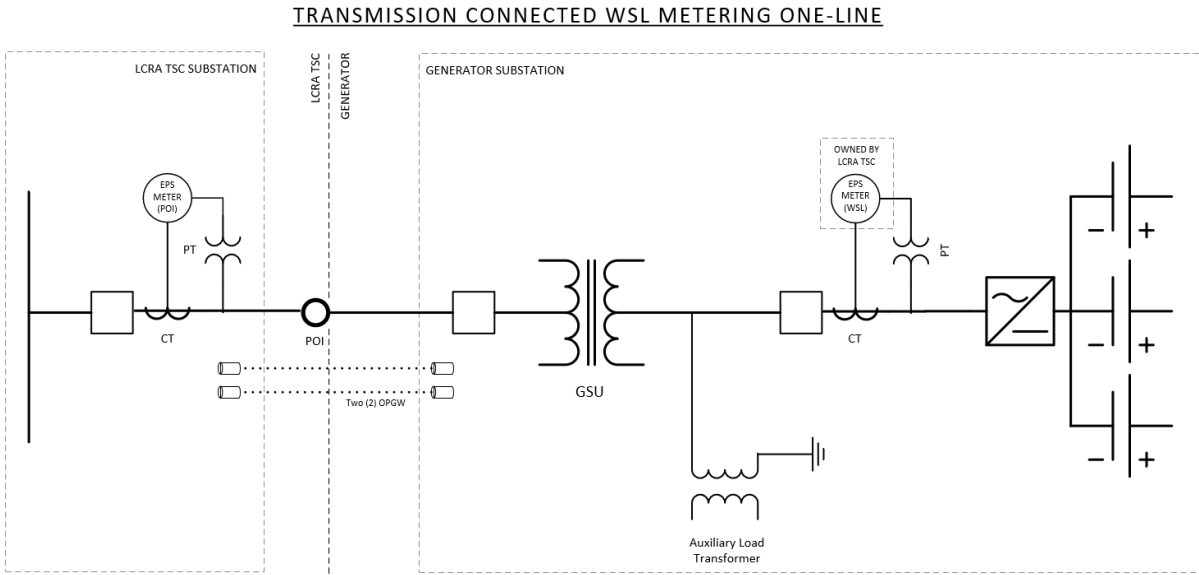 TRANSMISSION CONNECTED WSL METERING ONE-LINE
LCRA TSC SUBSTATION
LCRA TSC
GENERATOR
GENERATOR SUBSTATION
EPS
METER
(POI)
PT
CT
POI
Two (2) OPGW
GSU
OWNED BY
LCRA TSC
EPS
METER
(WSL)
PT
CT
Auxiliary Load
Transformer
− +
− +
− +